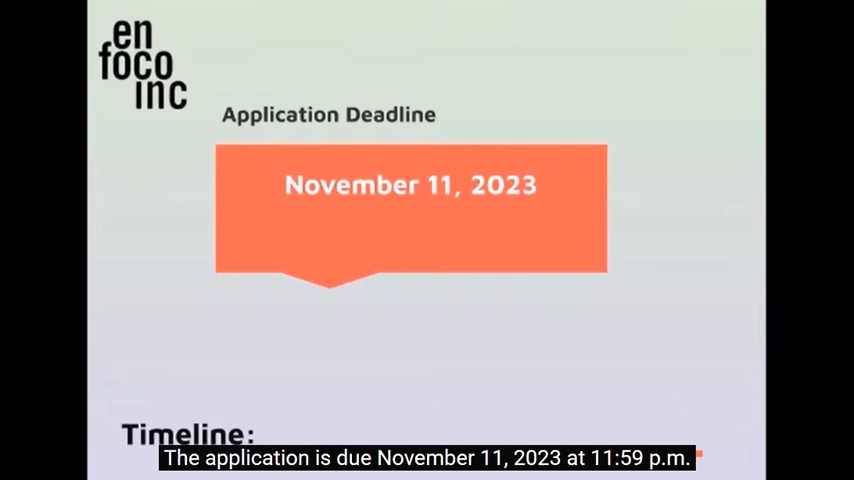 en
foco
inc
Application Deadline
November 11, 2023
Timeline:
The application is due November 11, 2023 at 11:59 p.m.